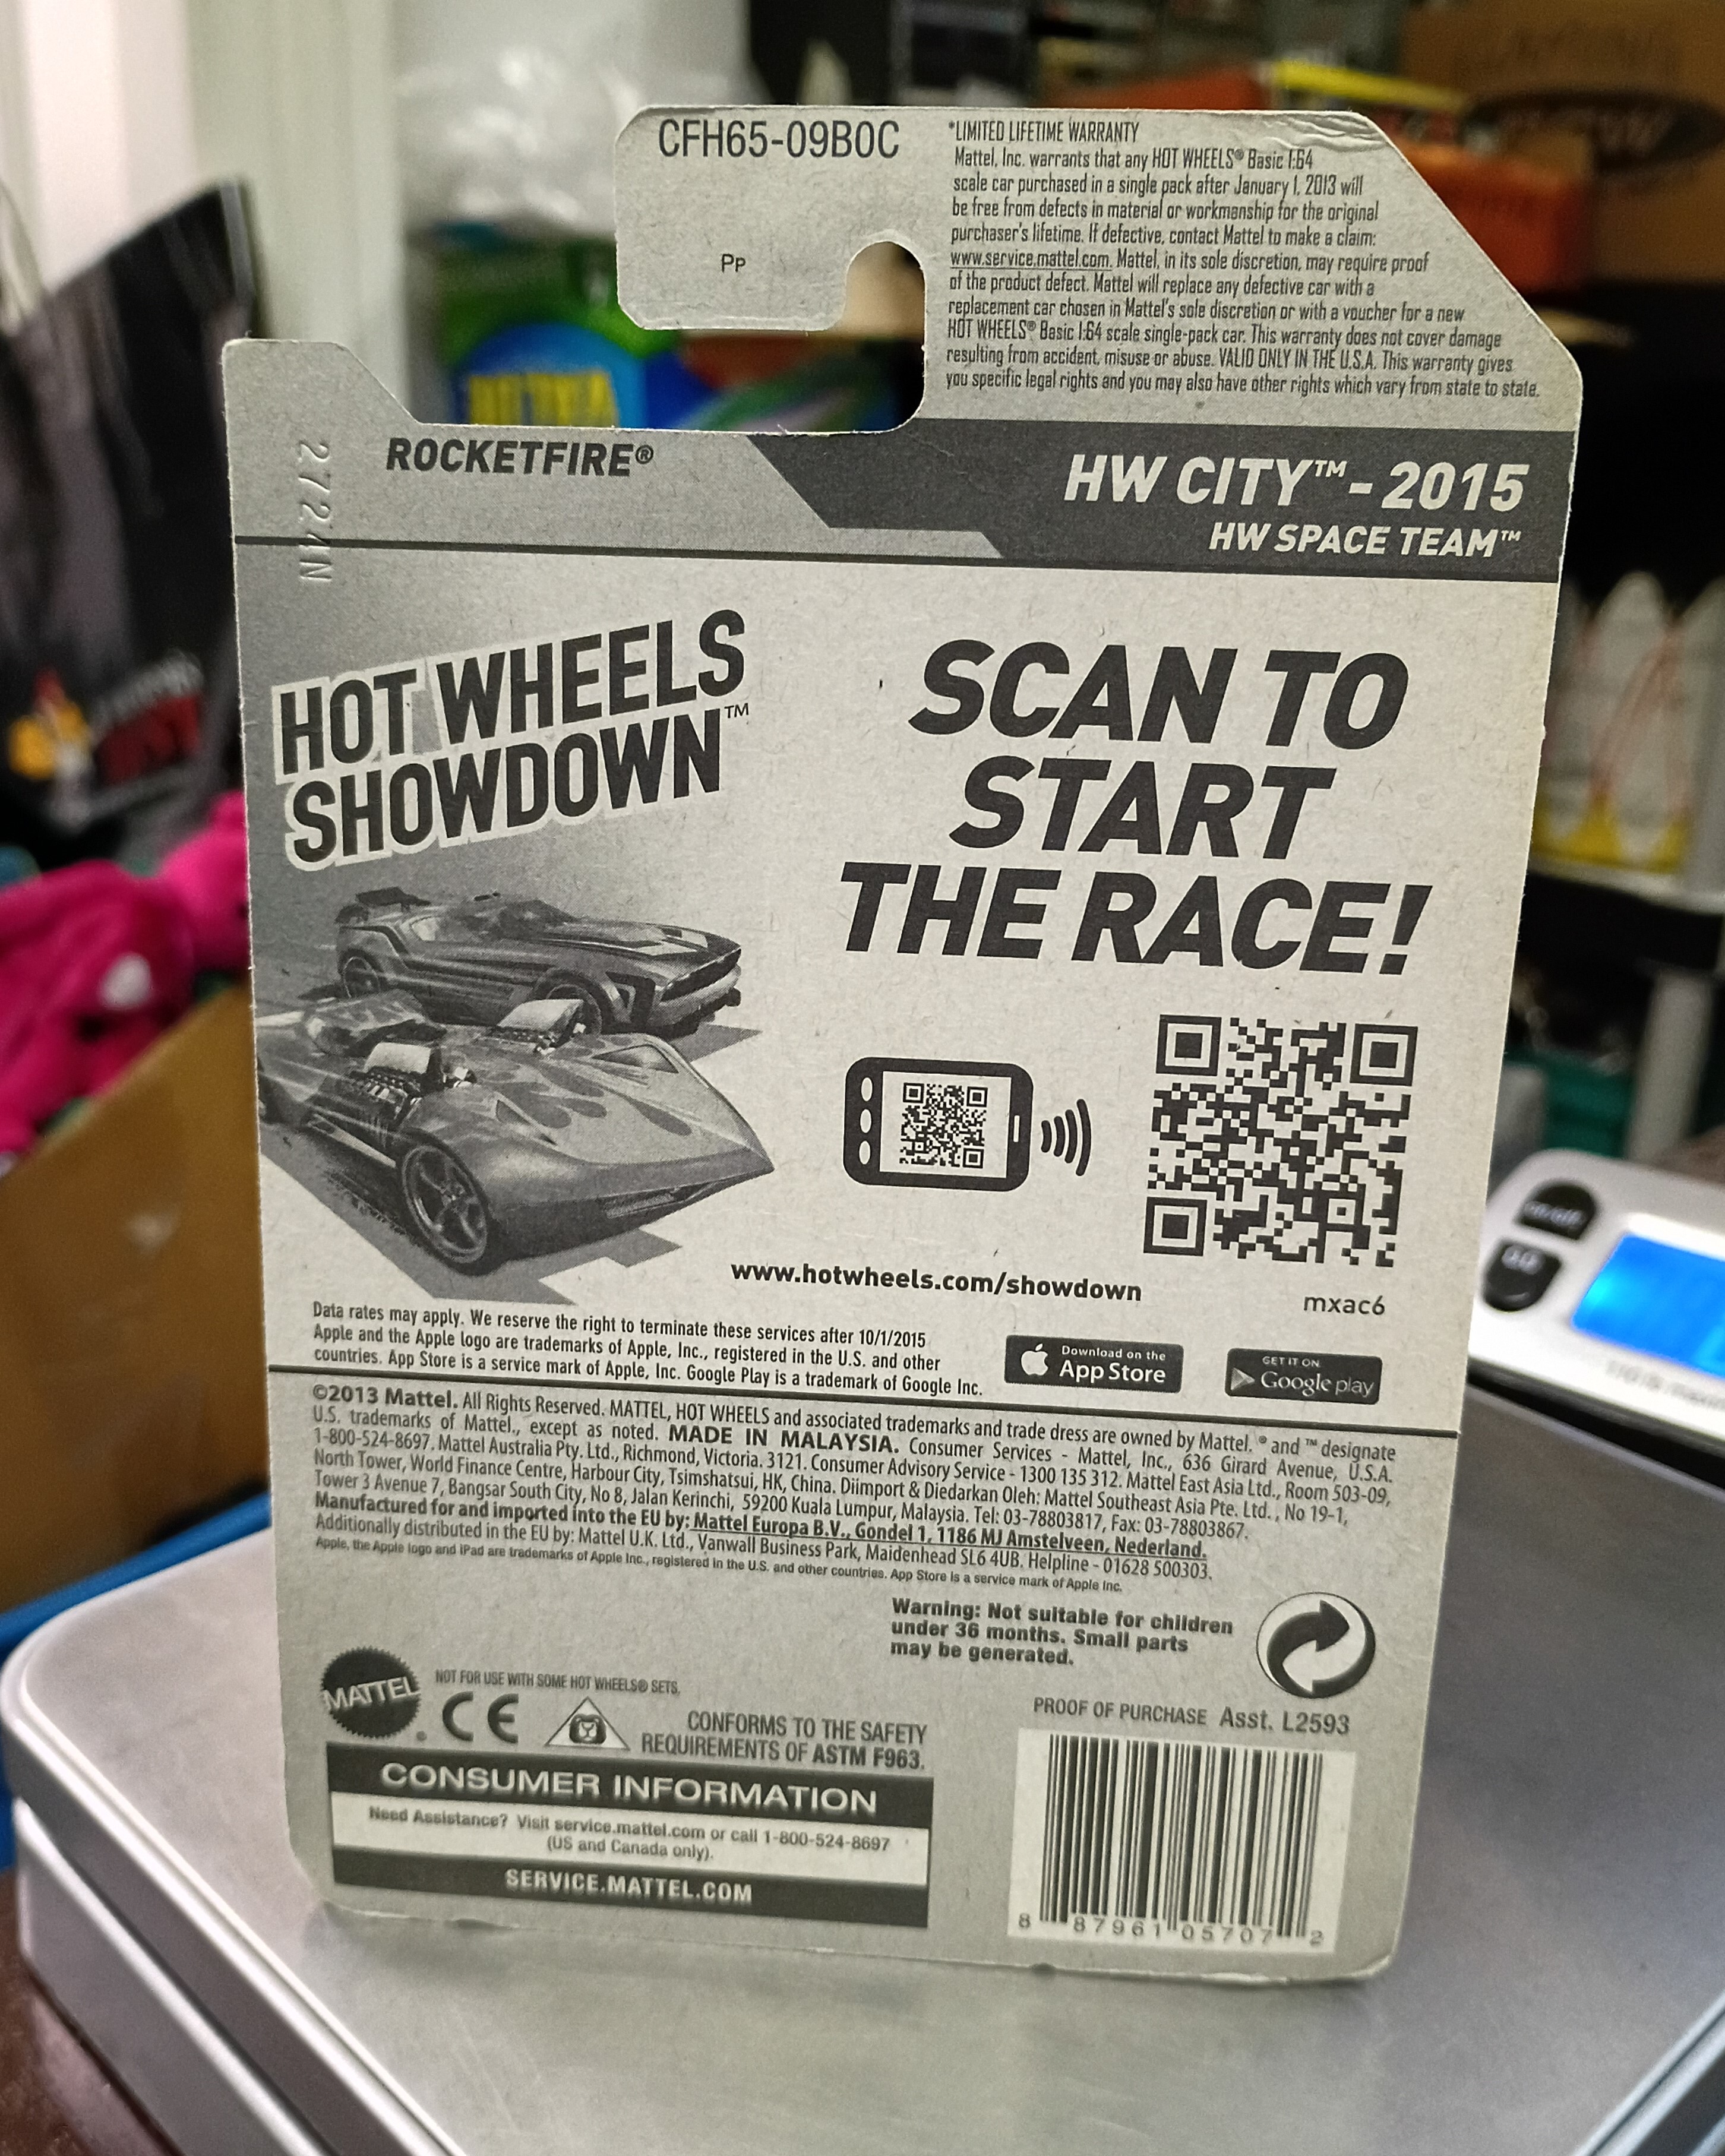 CFH65-09B0C
Pp
*LIMITED LIFETIME WARRANTY
Mattel, Inc. warrants that any HOT WHEELS® Basic 1:64
scale car purchased in a single pack after January 1, 2013 will
be free from defects in material or workmanship for the original
purchaser's lifetime. If defective, contact Mattel to make a claim:
www.service.mattel.com. Mattel, in its sole discretion, may require proof
of the product defect. Mattel will replace any defective car with a
replacement car chosen in Mattel's sole discretion or with a voucher for a new
HOT WHEELS® Basic 1:64 scale single-pack car. This warranty does not cover damage
resulting from accident, misuse or abuse. VALID ONLY IN THE U.S.A. This warranty gives
you specific legal rights and you may also have other rights which vary from state to state.
2724N
ROCKETFIRE®
HW CITY™ - 2015
HW SPACE TEAM™
HOT WHEELS
SHOWDOWN™
SCAN TO
START
THE RACE!
www.hotwheels.com/showdown
mxac6
Data rates may apply. We reserve the right to terminate these services after 10/1/2015
Apple and the Apple logo are trademarks of Apple, Inc., registered in the U.S. and other
countries. App Store is a service mark of Apple, Inc. Google Play is a trademark of Google Inc.
Download on the
App Store
GET IT ON
Google play
©2013 Mattel. All Rights Reserved. MATTEL, HOT WHEELS and associated trademarks and trade dress are owned by Mattel. ® and ™ designate
U.S. trademarks of Mattel., except as noted. MADE IN MALAYSIA. Consumer Services - Mattel, Inc., 636 Girard Avenue, U.S.A.
1-800-524-8697. Mattel Australia Pty. Ltd., Richmond, Victoria. 3121. Consumer Advisory Service - 1300 135 312. Mattel East Asia Ltd., Room 503-09,
North Tower, World Finance Centre, Harbour City, Tsimshatsui, HK, China. Diimport & Diedarkan Oleh: Mattel Southeast Asia Pte. Ltd., No 19-1,
Tower 3 Avenue 7, Bangsar South City, No 8, Jalan Kerinchi, 59200 Kuala Lumpur, Malaysia. Tel: 03-78803817, Fax: 03-78803867.
Manufactured for and imported into the EU by: Mattel Europa B.V., Gondel 1, 1186 MJ Amstelveen, Nederland.
Additionally distributed in the EU by: Mattel U.K. Ltd., Vanwall Business Park, Maidenhead SL6 4UB. Helpline - 01628 500303.
Apple, the Apple logo and iPad are trademarks of Apple Inc., registered in the U.S. and other countries. App Store is a service mark of Apple Inc.
Warning: Not suitable for children
under 36 months. Small parts
may be generated.
MATTEL
NOT FOR USE WITH SOME HOT WHEELS® SETS.
CE
CONFORMS TO THE SAFETY
REQUIREMENTS OF ASTM F963.
PROOF OF PURCHASE Asst. L2593
CONSUMER INFORMATION
Need Assistance? Visit service.mattel.com or call 1-800-524-8697
(US and Canada only).
SERVICE.MATTEL.COM
8 87961 05707 2